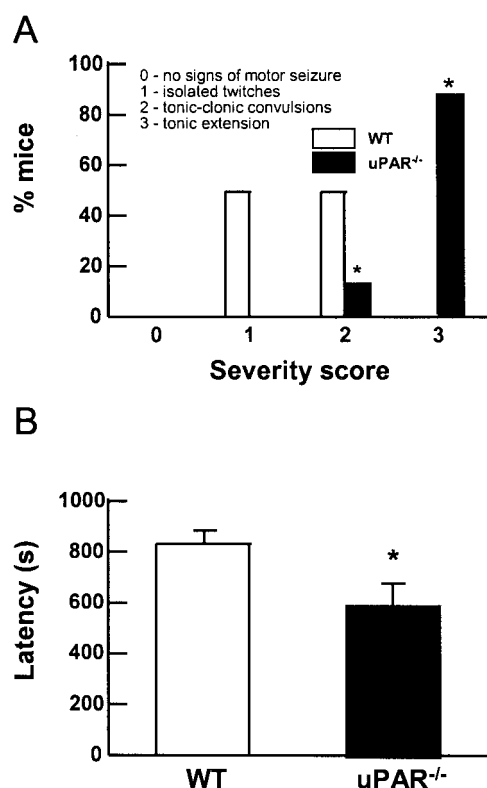 A
0 - no signs of motor seizure
1 - isolated twitches
2 - tonic-clonic convulsions
3 - tonic extension
WT
uPAR-/-
% mice
100
80
60
40
20
0
*
*
0 1 2 3
Severity score
B
Latency (s)
1000
800
600
400
200
0
*
WT uPAR-/-